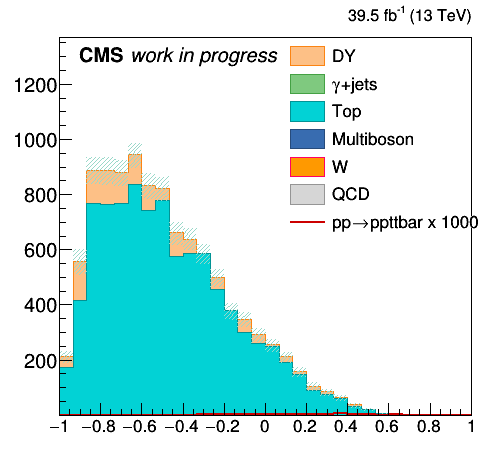 39.5 fb⁻¹ (13 TeV)
CMS work in progress
DY
γ+jets
Top
Multiboson
W
QCD
pp→ppttbar x 1000
1200
1000
800
600
400
200
−1 −0.8 −0.6 −0.4 −0.2 0 0.2 0.4 0.6 0.8 1